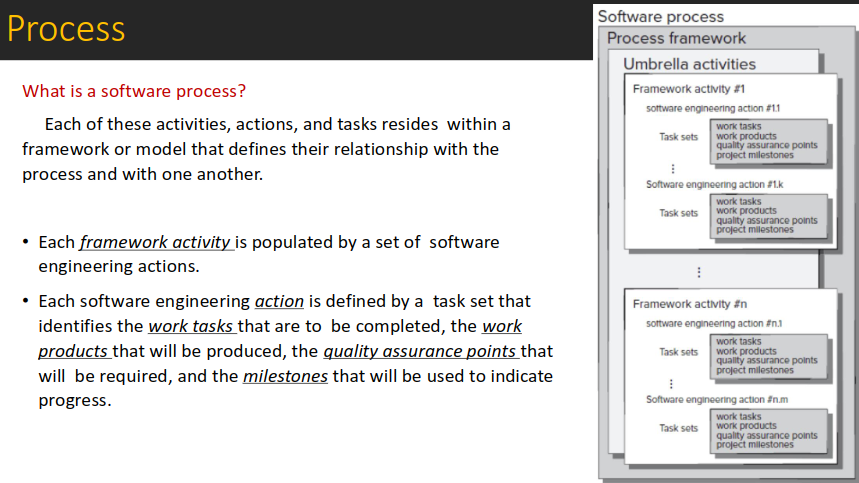 Process
What is a software process?
Each of these activities, actions, and tasks resides within a
framework or model that defines their relationship with the
process and with one another.
• Each framework activity is populated by a set of software
engineering actions.
• Each software engineering action is defined by a task set that
identifies the work tasks that are to be completed, the work
products that will be produced, the quality assurance points that
will be required, and the milestones that will be used to indicate
progress.
Software process
Process framework
Umbrella activities
Framework activity #1
software engineering action #1.1
Task sets
work tasks
work products
quality assurance points
project milestones
⋮
Software engineering action #1.k
Task sets
work tasks
work products
quality assurance points
project milestones
⋮
Framework activity #n
software engineering action #n.1
Task sets
work tasks
work products
quality assurance points
project milestones
⋮
Software engineering action #n.m
Task sets
work tasks
work products
quality assurance points
project milestones